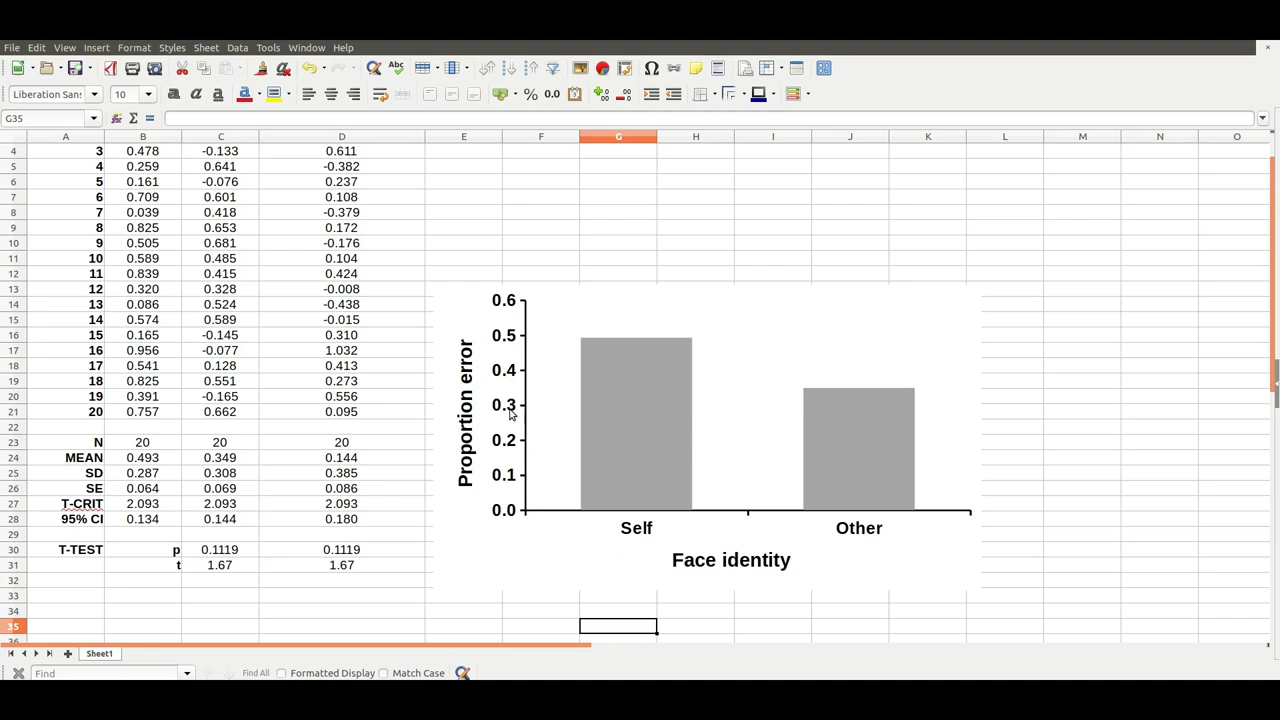 File Edit View Insert Format Styles Sheet Data Tools Window Help
Liberation Sans 10
G35
A B C D E F G H I J K L M N O
4 3 0.478 -0.133 0.611
5 4 0.259 0.641 -0.382
6 5 0.161 -0.076 0.237
7 6 0.709 0.601 0.108
8 7 0.039 0.418 -0.379
9 8 0.825 0.653 0.172
10 9 0.505 0.681 -0.176
11 10 0.589 0.485 0.104
12 11 0.839 0.415 0.424
13 12 0.320 0.328 -0.008
14 13 0.086 0.524 -0.438
15 14 0.574 0.589 -0.015
16 15 0.165 -0.145 0.310
17 16 0.956 -0.077 1.032
18 17 0.541 0.128 0.413
19 18 0.825 0.551 0.273
20 19 0.391 -0.165 0.556
21 20 0.757 0.662 0.095
22
23 N 20 20 20
24 MEAN 0.493 0.349 0.144
25 SD 0.287 0.308 0.385
26 SE 0.064 0.069 0.086
27 T-CRIT 2.093 2.093 2.093
28 95% CI 0.134 0.144 0.180
29
30 T-TEST p 0.1119 0.1119
31 t 1.67 1.67
32
33
34
35
36
Proportion error
0.6
0.5
0.4
0.3
0.2
0.1
0.0
Self Other
Face identity
Sheet1
Find Find All Formatted Display Match Case